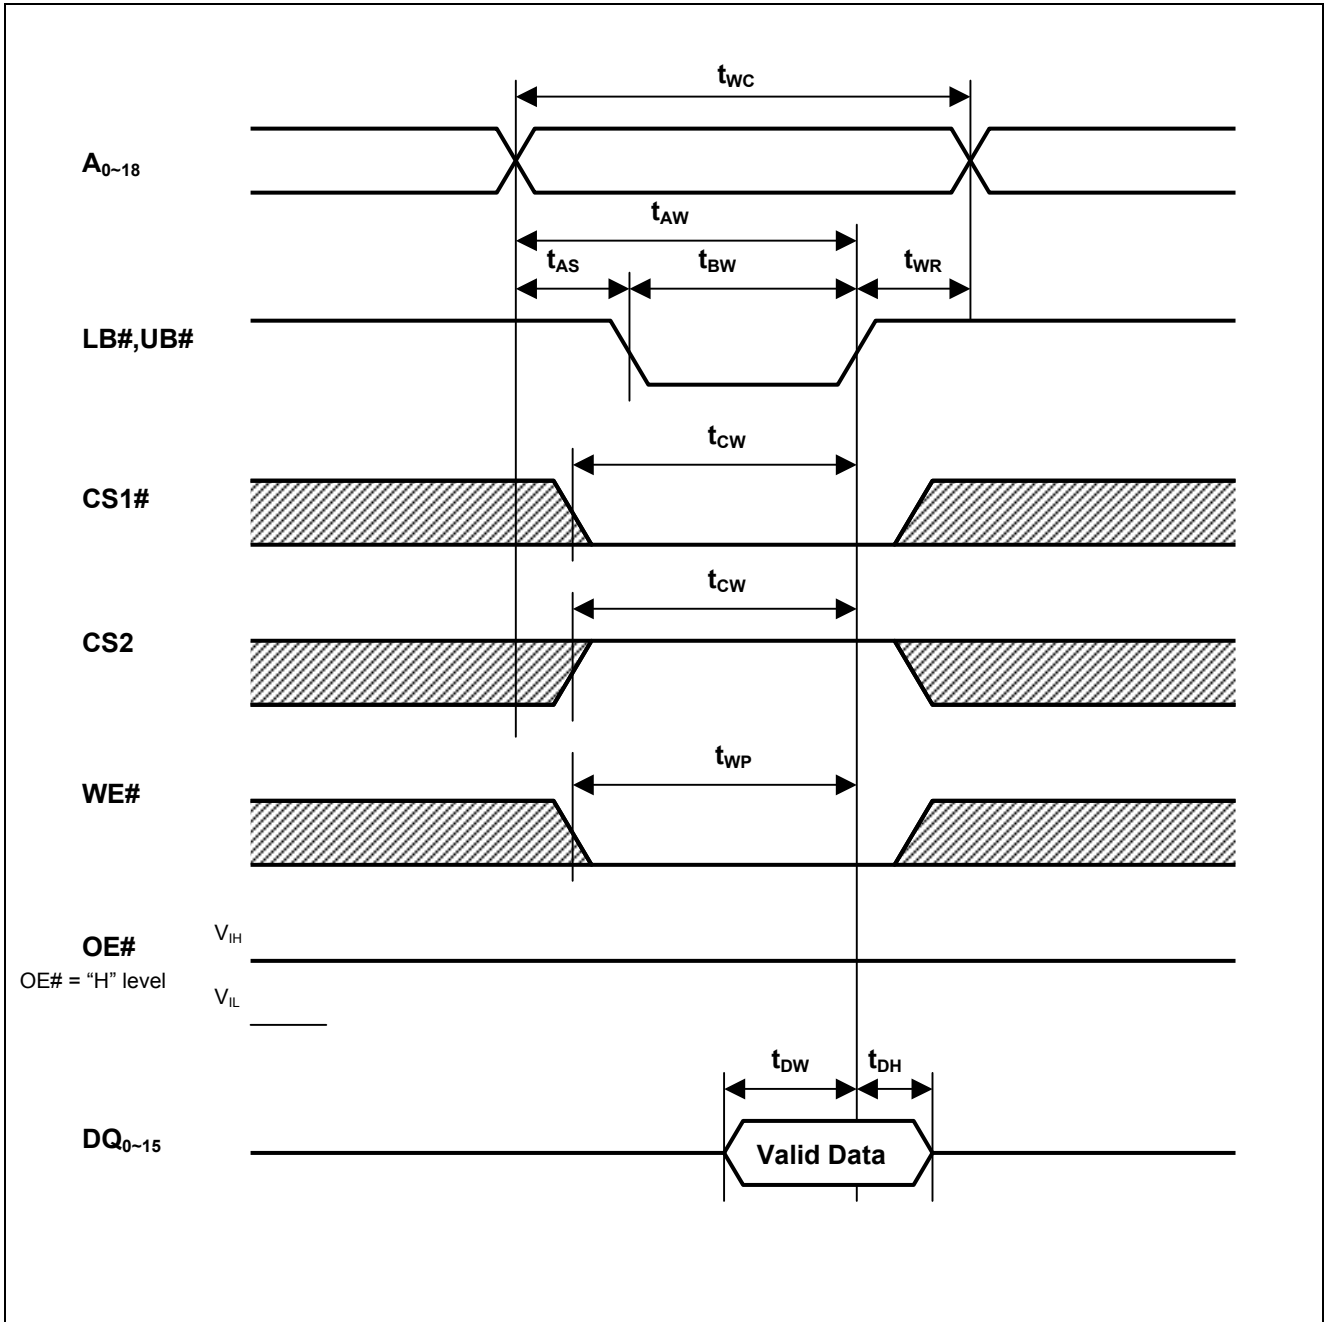 tWC
A0~18
tAW
tAS
tBW
tWR
LB#,UB#
tCW
CS1#
tCW
CS2
tWP
WE#
VIH
OE#
OE# = “H” level
VIL
tDW
tDH
DQ0~15
Valid Data